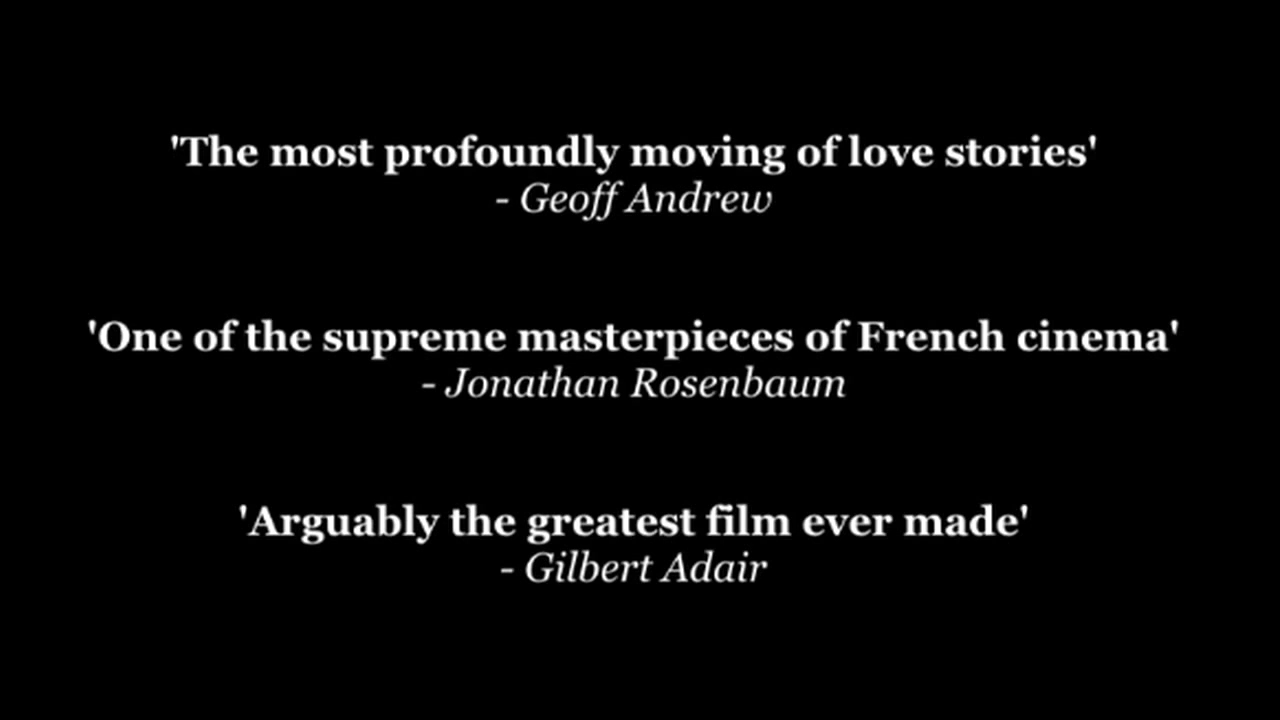 'The most profoundly moving of love stories'
- Geoff Andrew
'One of the supreme masterpieces of French cinema'
- Jonathan Rosenbaum
'Arguably the greatest film ever made'
- Gilbert Adair